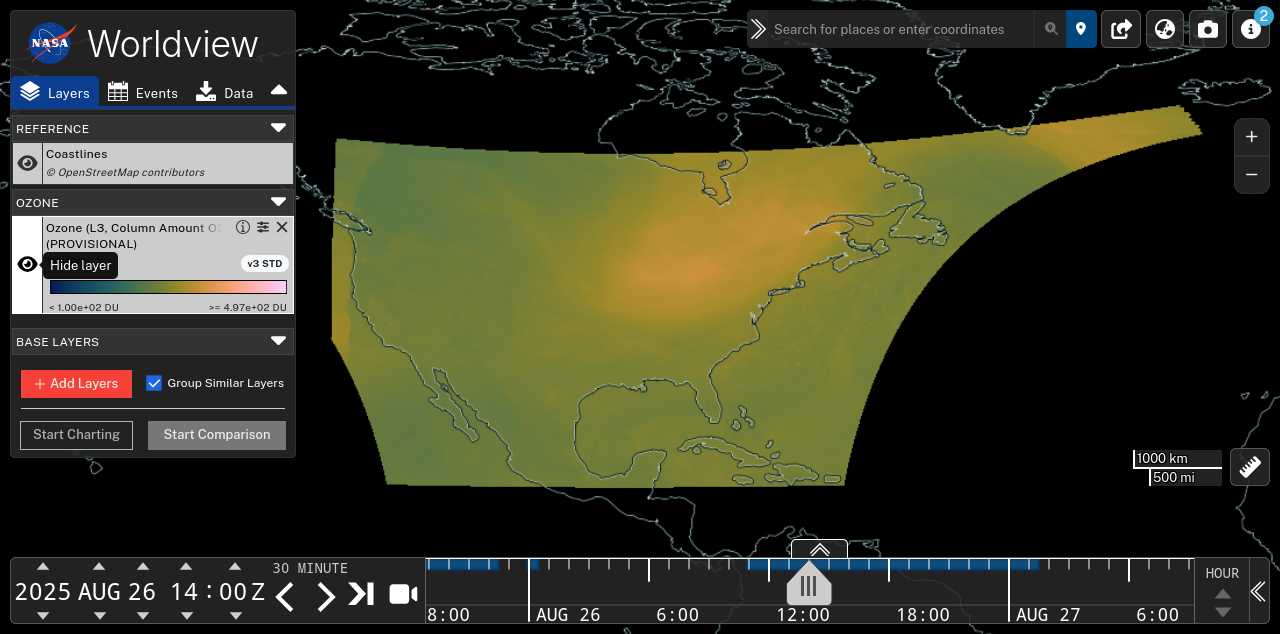 NASA Worldview
Layers Events Data
REFERENCE
Coastlines
© OpenStreetMap contributors
OZONE
Ozone (L3, Column Amount
(PROVISIONAL)
Hide layer
v3 STD
< 1.00e+02 DU >= 4.97e+02 DU
BASE LAYERS
+ Add Layers Group Similar Layers
Start Charting Start Comparison
Search for places or enter coordinates
2
+
−
1000 km
500 mi
30 MINUTE
2025 AUG 26 14:00 Z
8:00 AUG 26 6:00 12:00 18:00 AUG 27 6:00
HOUR